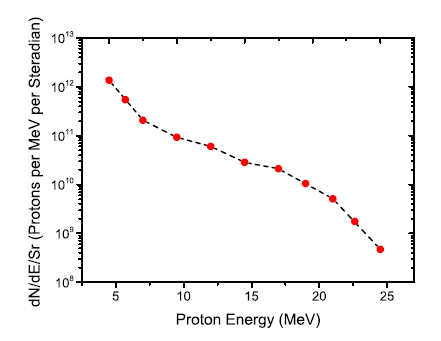 10¹³
10¹²
10¹¹
10¹⁰
10⁹
10⁸
dN/dE/Sr (Protons per MeV per Steradian)
5 10 15 20 25
Proton Energy (MeV)